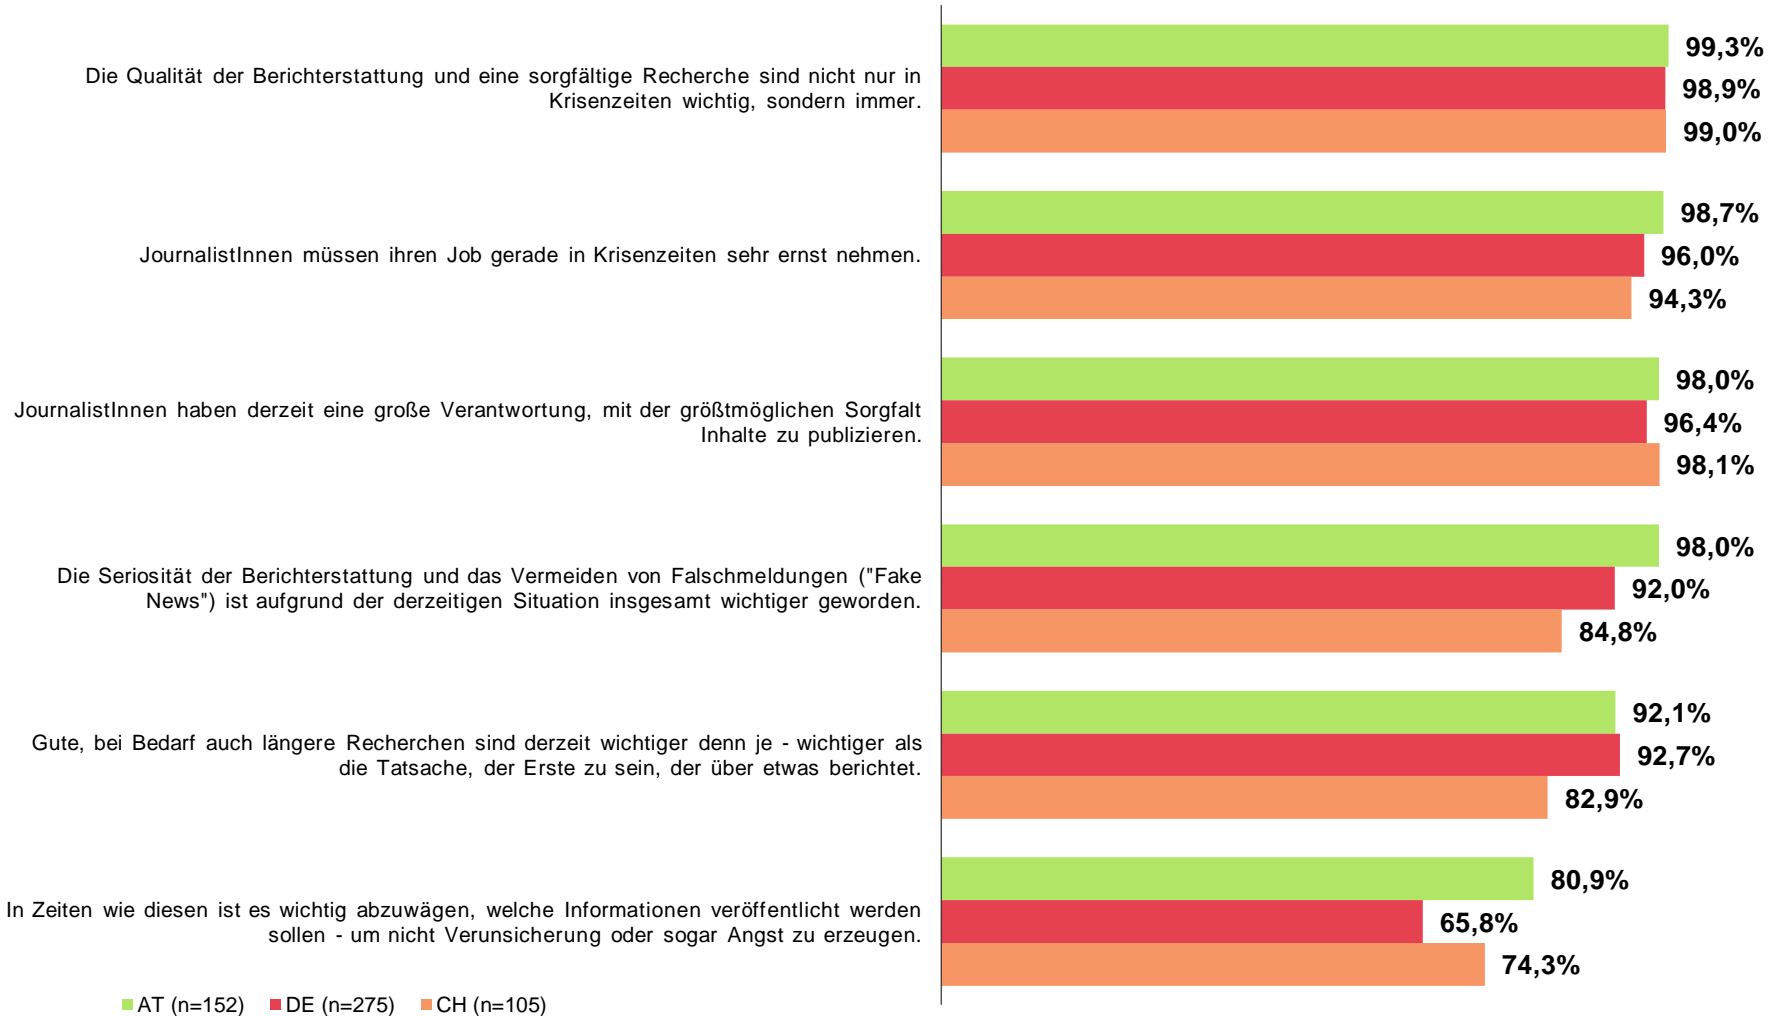 Die Qualität der Berichterstattung und eine sorgfältige Recherche sind nicht nur in
Krisenzeiten wichtig, sondern immer.
99,3%
98,9%
99,0%
JournalistInnen müssen ihren Job gerade in Krisenzeiten sehr ernst nehmen.
98,7%
96,0%
94,3%
JournalistInnen haben derzeit eine große Verantwortung, mit der größtmöglichen Sorgfalt
Inhalte zu publizieren.
98,0%
96,4%
98,1%
Die Seriosität der Berichterstattung und das Vermeiden von Falschmeldungen ("Fake
News") ist aufgrund der derzeitigen Situation insgesamt wichtiger geworden.
98,0%
92,0%
84,8%
Gute, bei Bedarf auch längere Recherchen sind derzeit wichtiger denn je - wichtiger als
die Tatsache, der Erste zu sein, der über etwas berichtet.
92,1%
92,7%
82,9%
In Zeiten wie diesen ist es wichtig abzuwägen, welche Informationen veröffentlicht werden
sollen - um nicht Verunsicherung oder sogar Angst zu erzeugen.
80,9%
65,8%
74,3%
AT (n=152) DE (n=275) CH (n=105)